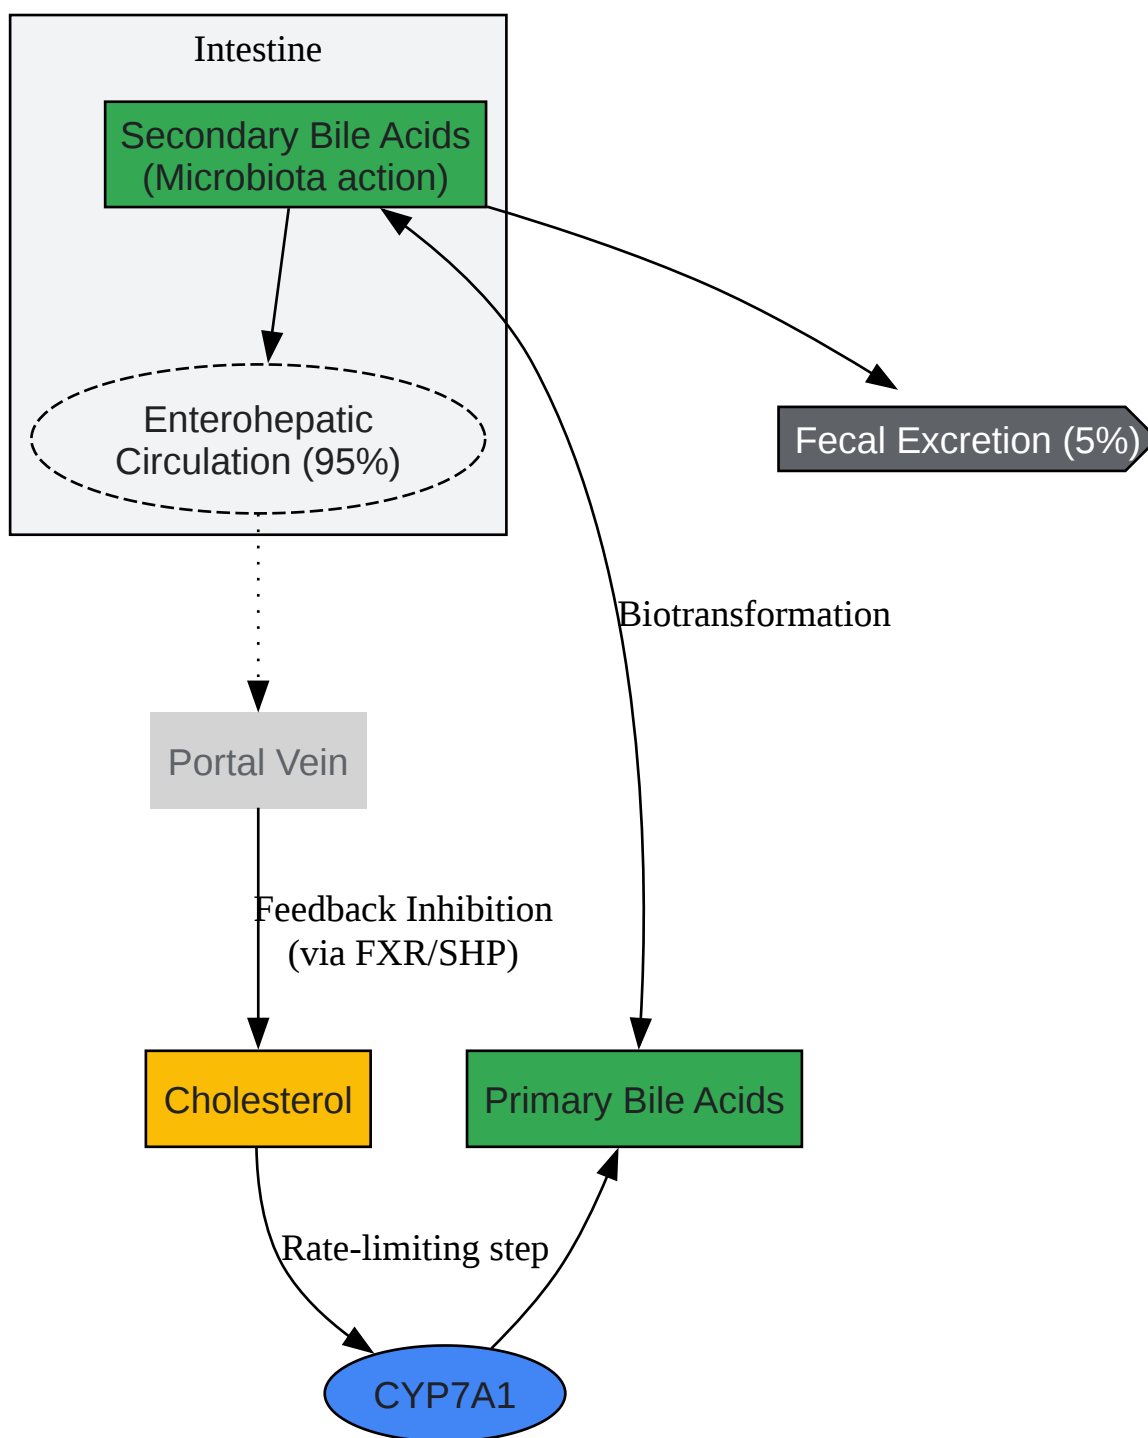 Intestine
Secondary Bile Acids
(Microbiota action)
Enterohepatic
Circulation (95%)
Fecal Excretion (5%)
Biotransformation
Portal Vein
Feedback Inhibition
(via FXR/SHP)
Cholesterol
Primary Bile Acids
Rate-limiting step
CYP7A1